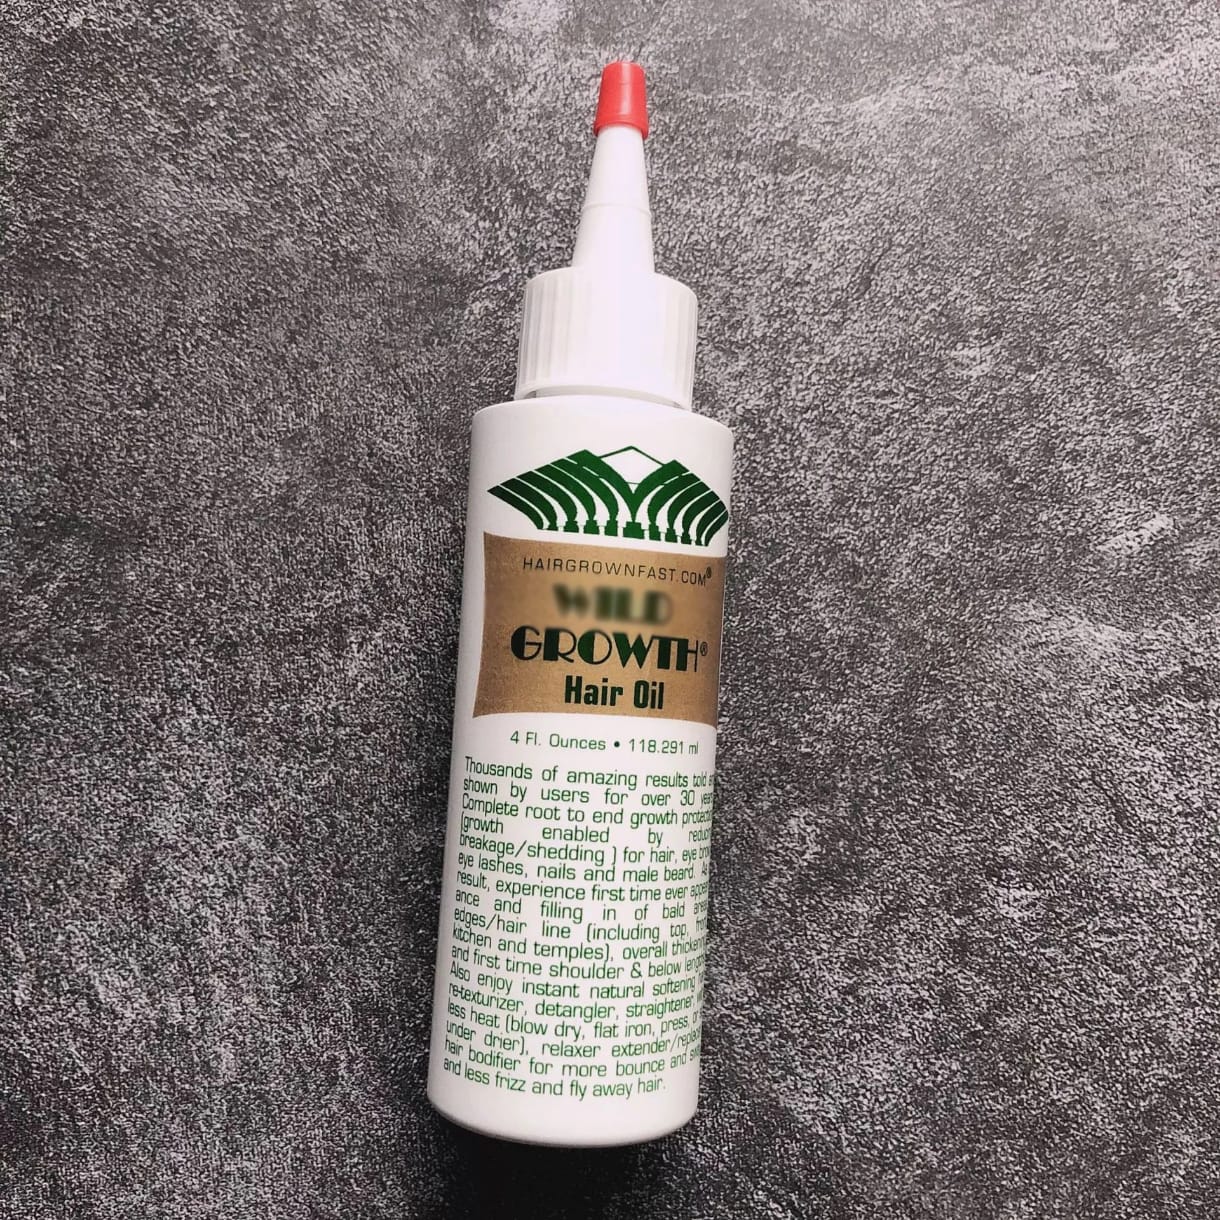 HAIRGROWNFAST.COM®
GROWTH®
Hair Oil
4 Fl. Ounces • 118.291 ml
Thousands of amazing results told
shown by users for over 30
Complete root to end growth
(growth enabled by
breakage/shedding ) for hair, eye
eye lashes, nails and male beard.
result, experience first time ever
ance and filling in of bald
edges/hair line (including top,
kitchen and temples), overall
and first time shoulder & below
Also enjoy instant natural softening
re-texturizer, detangler, straightener,
less heat (blow dry, flat iron, press,
under drier), relaxer
hair bodifier for more bounce and
and less frizz and fly away hair.